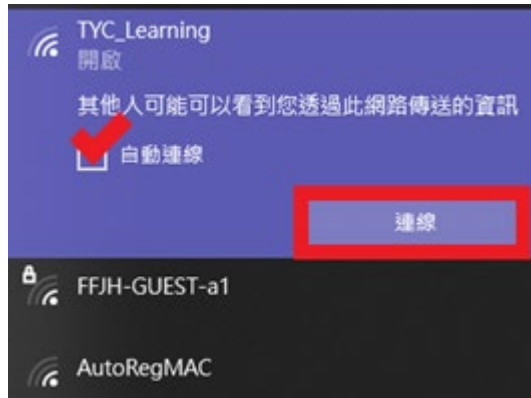 TYC_Learning
開啟
其他人可能可以看到您透過此網路傳送的資訊
自動連線
連線
FFJH-GUEST-a1
AutoRegMAC